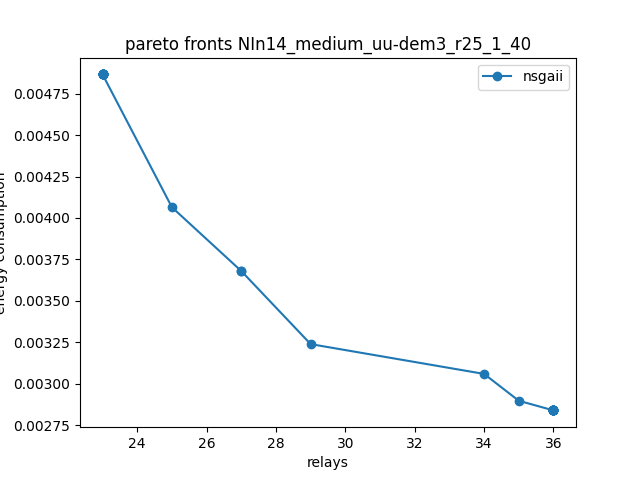 pareto fronts NIn14_medium_uu-dem3_r25_1_40
nsgaii
0.00475
0.00450
0.00425
0.00400
0.00375
0.00350
0.00325
0.00300
0.00275
energy consumption
24 26 28 30 32 34 36
relays